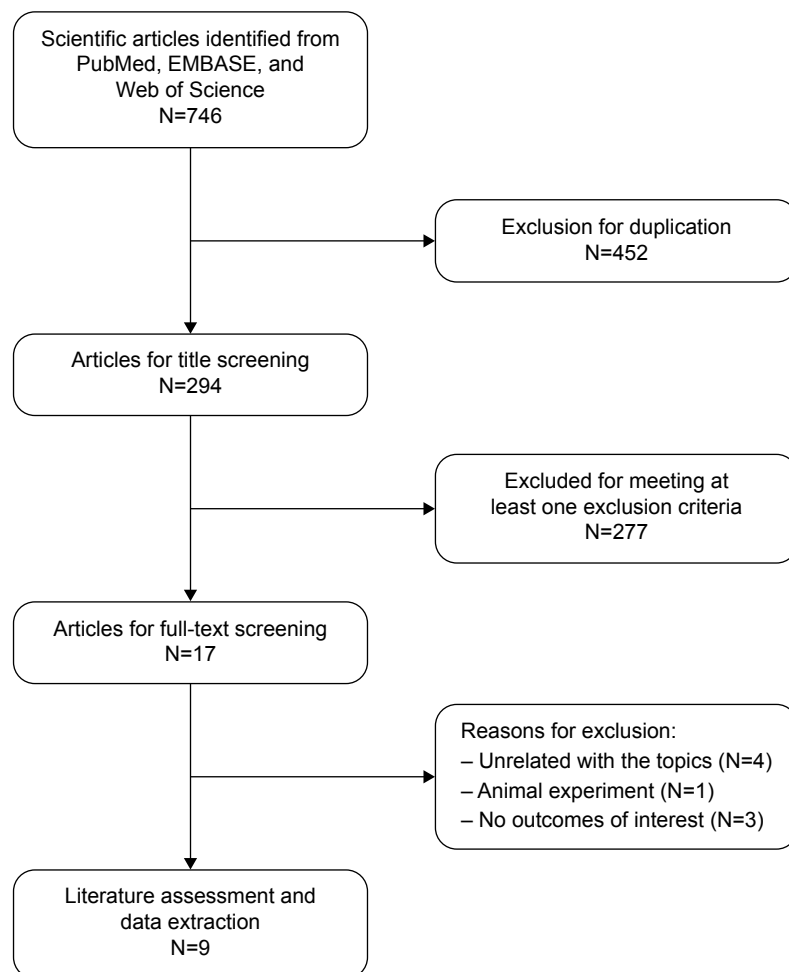 Scientific articles identified from
PubMed, EMBASE, and
Web of Science
N=746
Exclusion for duplication
N=452
Articles for title screening
N=294
Excluded for meeting at
least one exclusion criteria
N=277
Articles for full-text screening
N=17
Reasons for exclusion:
– Unrelated with the topics (N=4)
– Animal experiment (N=1)
– No outcomes of interest (N=3)
Literature assessment and
data extraction
N=9